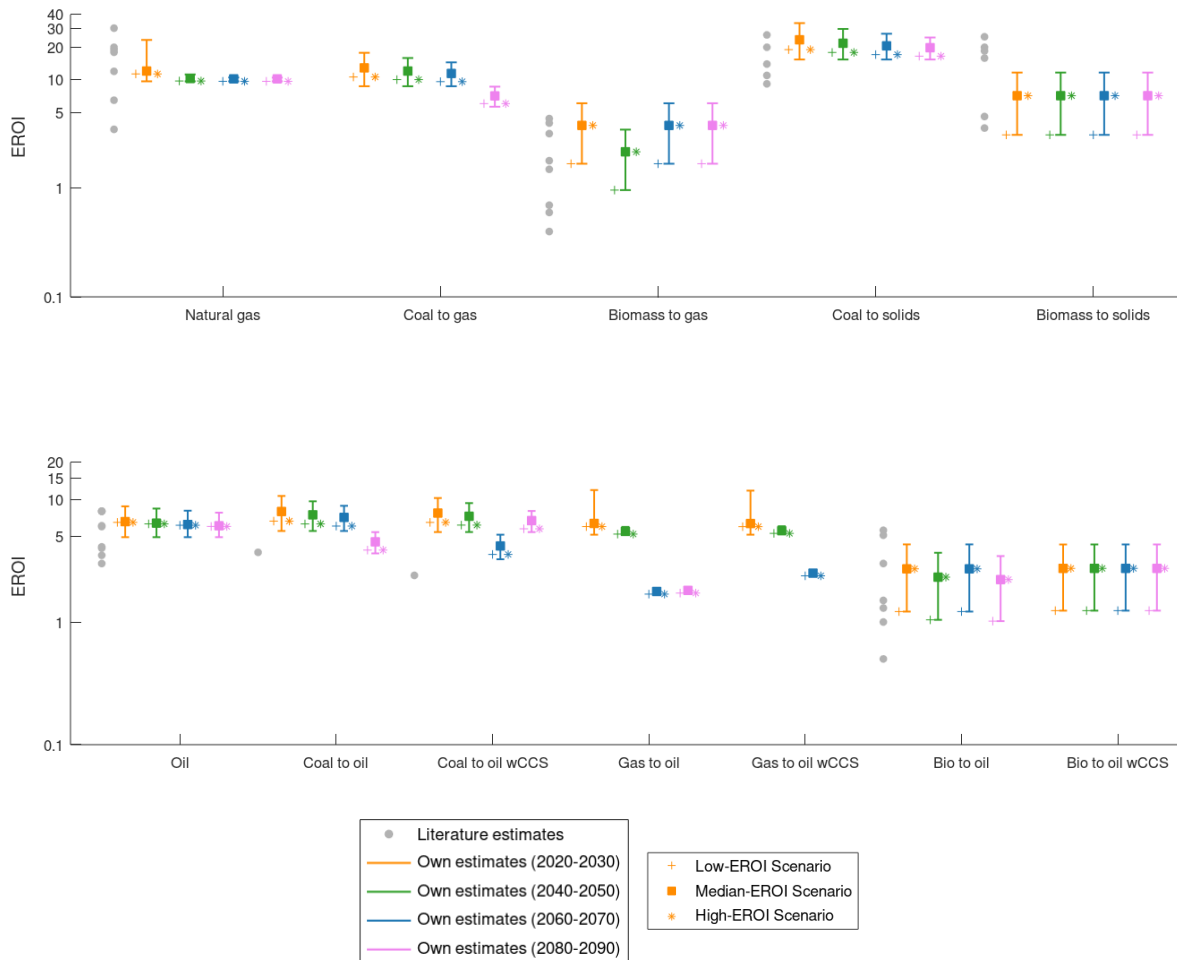 40
30
20
10
5
1
0.1
EROI
Natural gas
Coal to gas
Biomass to gas
Coal to solids
Biomass to solids
20
15
10
5
1
0.1
EROI
Oil
Coal to oil
Coal to oil wCCS
Gas to oil
Gas to oil wCCS
Bio to oil
Bio to oil wCCS
Literature estimates
Own estimates (2020-2030)
Own estimates (2040-2050)
Own estimates (2060-2070)
Own estimates (2080-2090)
Low-EROI Scenario
Median-EROI Scenario
High-EROI Scenario